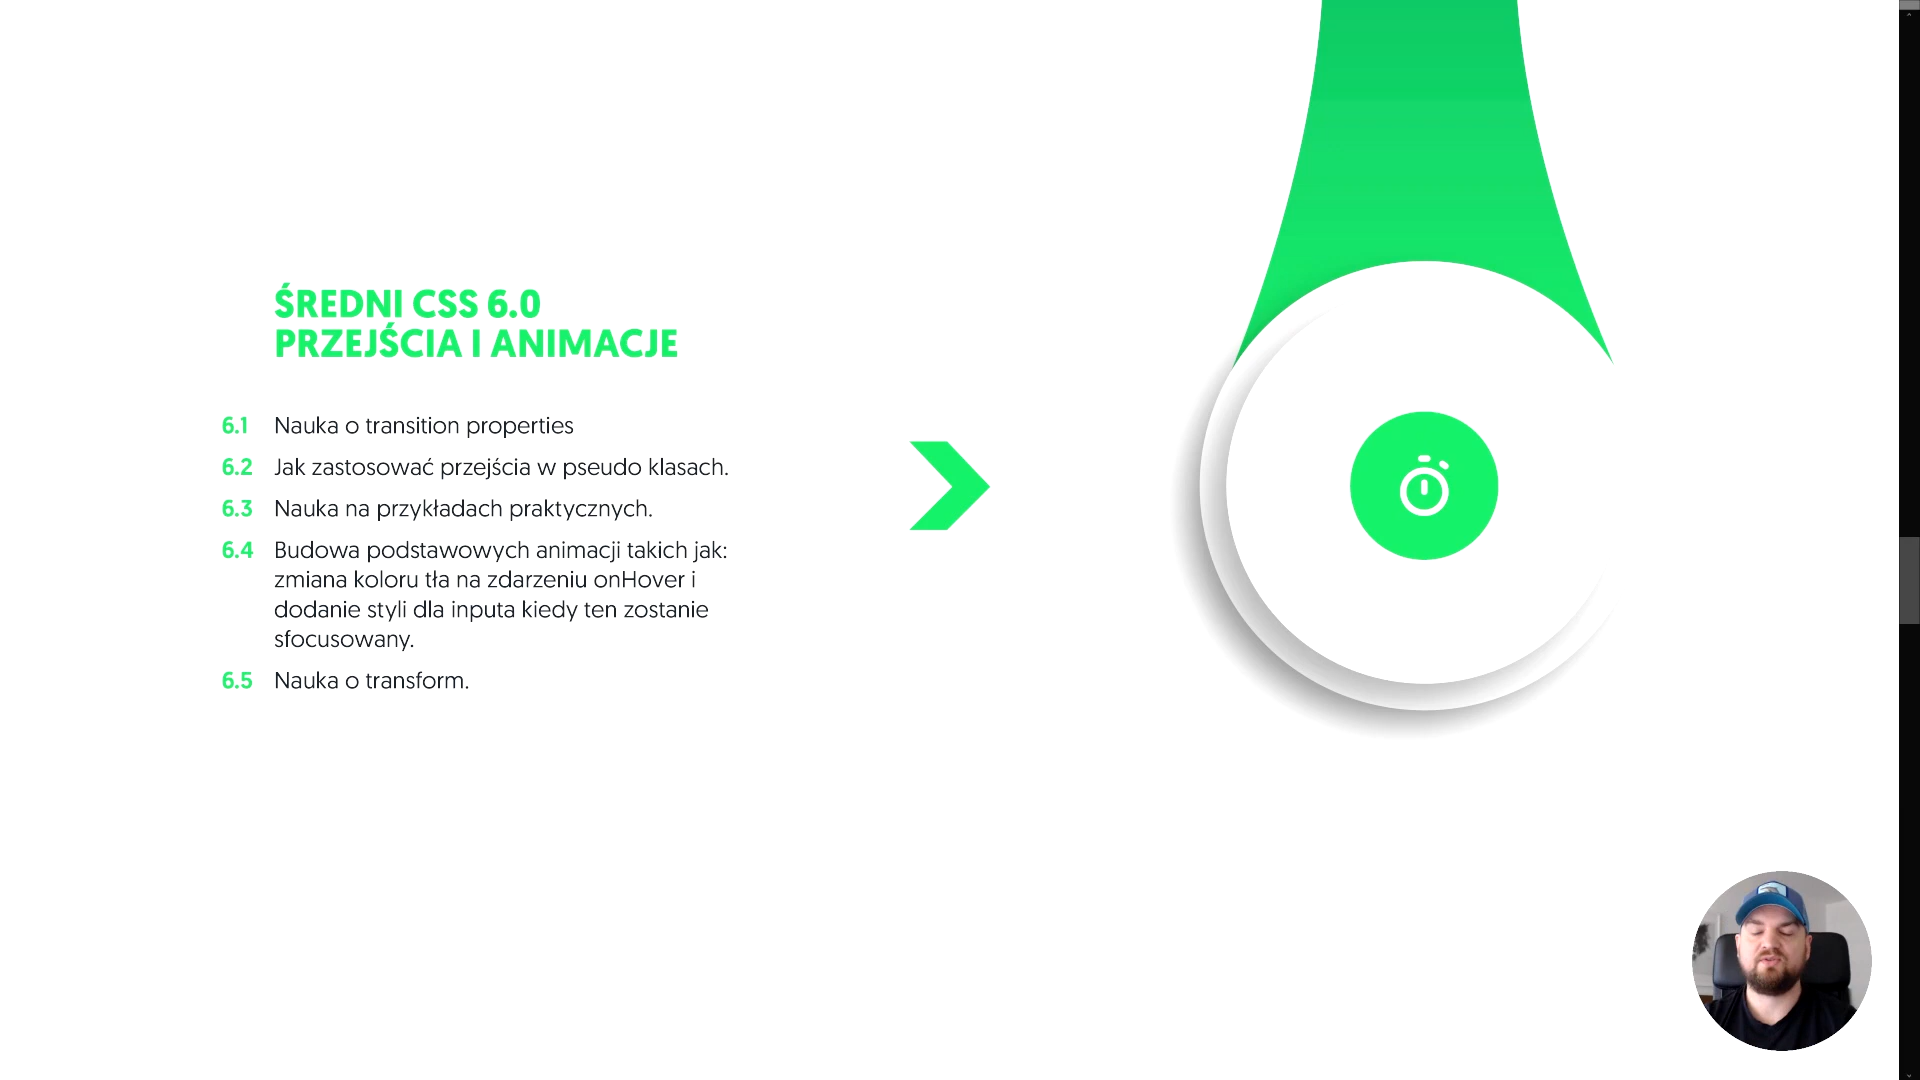 ŚREDNI CSS 6.0
PRZEJŚCIA I ANIMACJE
6.1 Nauka o transition properties
6.2 Jak zastosować przejścia w pseudo klasach.
6.3 Nauka na przykładach praktycznych.
6.4 Budowa podstawowych animacji takich jak:
zmiana koloru tła na zdarzeniu onHover i
dodanie styli dla inputa kiedy ten zostanie
sfocusowany.
6.5 Nauka o transform.